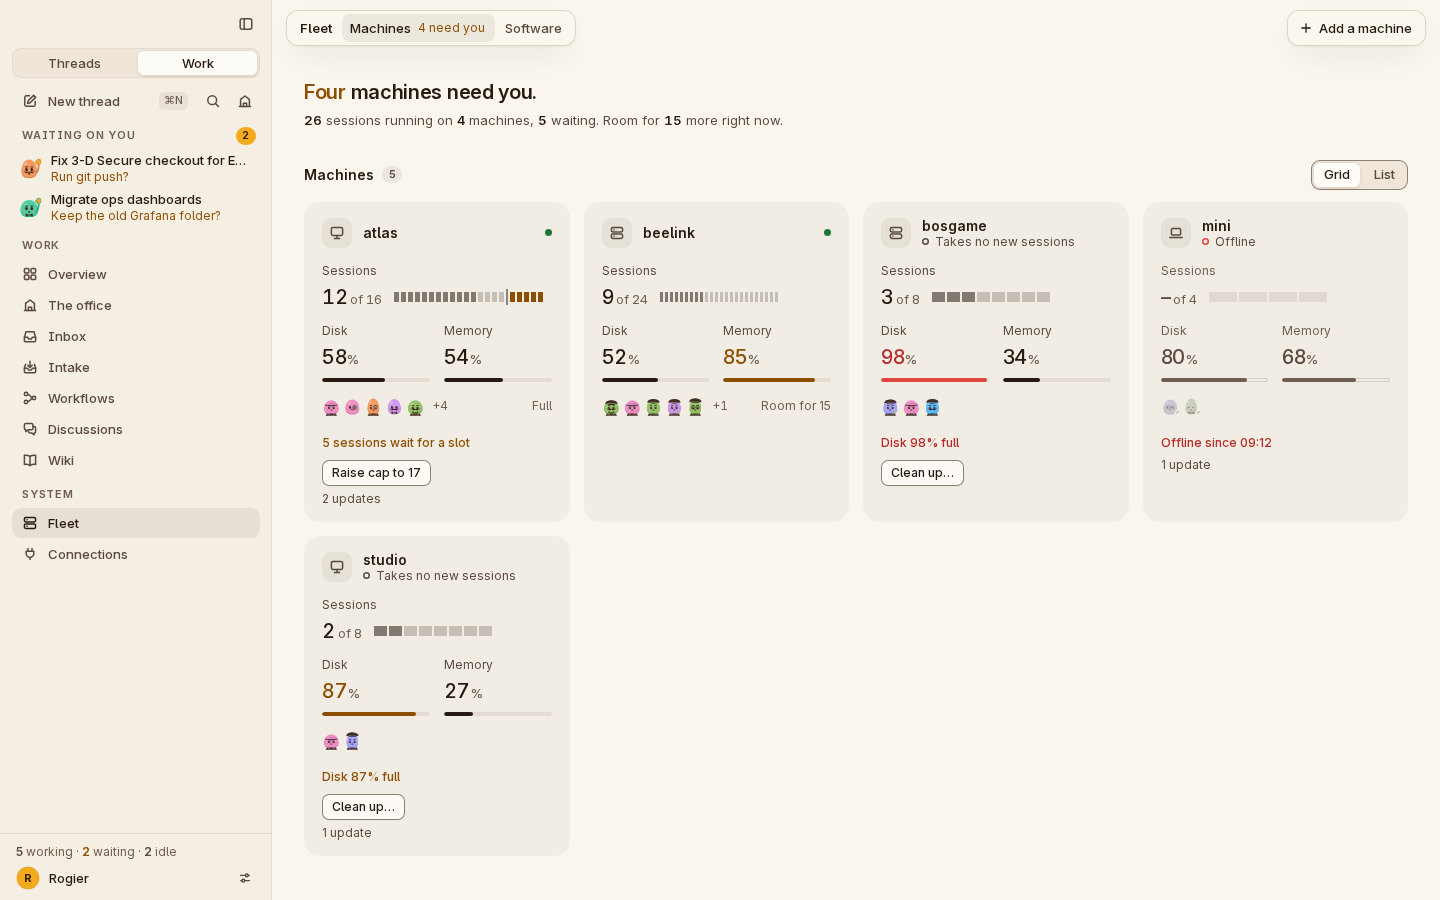 Threads
Work
New thread
⌘N
WAITING ON YOU
2
Fix 3-D Secure checkout for E…
Run git push?
Migrate ops dashboards
Keep the old Grafana folder?
WORK
Overview
The office
Inbox
Intake
Workflows
Discussions
Wiki
SYSTEM
Fleet
Connections
5 working · 2 waiting · 2 idle
R
Rogier
Fleet
Machines 4 need you
Software
Add a machine
Four machines need you.
26 sessions running on 4 machines, 5 waiting. Room for 15 more right now.
Machines 5
Grid
List
atlas
Sessions
12 of 16
Disk
Memory
58%
54%
+4
Full
5 sessions wait for a slot
Raise cap to 17
2 updates
beelink
Sessions
9 of 24
Disk
Memory
52%
85%
+1
Room for 15
bosgame
Takes no new sessions
Sessions
3 of 8
Disk
Memory
98%
34%
Disk 98% full
Clean up…
mini
Offline
Sessions
– of 4
Disk
Memory
80%
68%
Offline since 09:12
1 update
studio
Takes no new sessions
Sessions
2 of 8
Disk
Memory
87%
27%
Disk 87% full
Clean up…
1 update